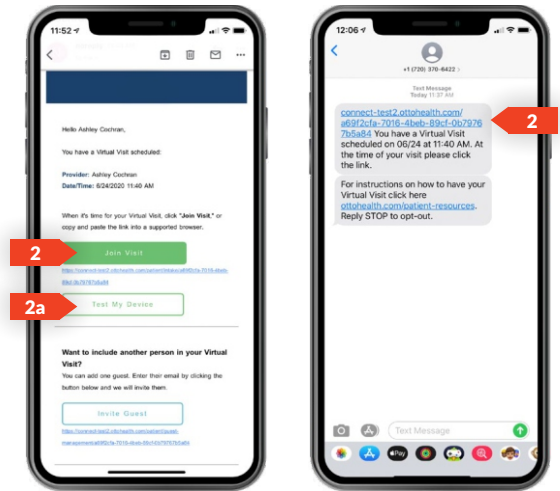 11:52
Hello Ashley Cochran,
You have a Virtual Visit scheduled:
Provider: Ashley Cochran
Date/Time: 6/24/2020 11:40 AM
When it's time for your Virtual Visit, click "Join Visit," or
copy and paste the link into a supported browser.
2
Join Visit
2a
Test My Device
Want to include another person in your Virtual
Visit?
You can add one guest. Enter their email by clicking the
button below and we will invite them.
Invite Guest
12:06
+1 (720) 370-6422
Text Message
Today 11:37 AM
connect-test2.ottohealth.com/
a69f2cfa-7016-4beb-89cf-0b7976
7b5a84 You have a Virtual Visit
scheduled on 06/24 at 11:40 AM. At
the time of your visit please click
the link.
2
For instructions on how to have your
Virtual Visit click here
ottohealth.com/patient-resources.
Reply STOP to opt-out.
Text Message
Pay